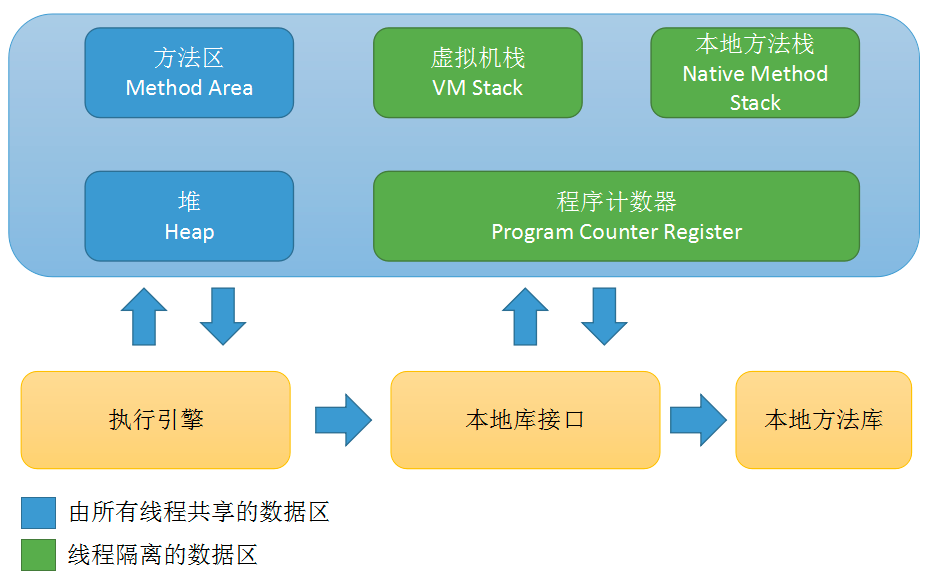 方法区
Method Area
虚拟机栈
VM Stack
本地方法栈
Native Method
Stack
堆
Heap
程序计数器
Program Counter Register
执行引擎
本地库接口
本地方法库
由所有线程共享的数据区
线程隔离的数据区